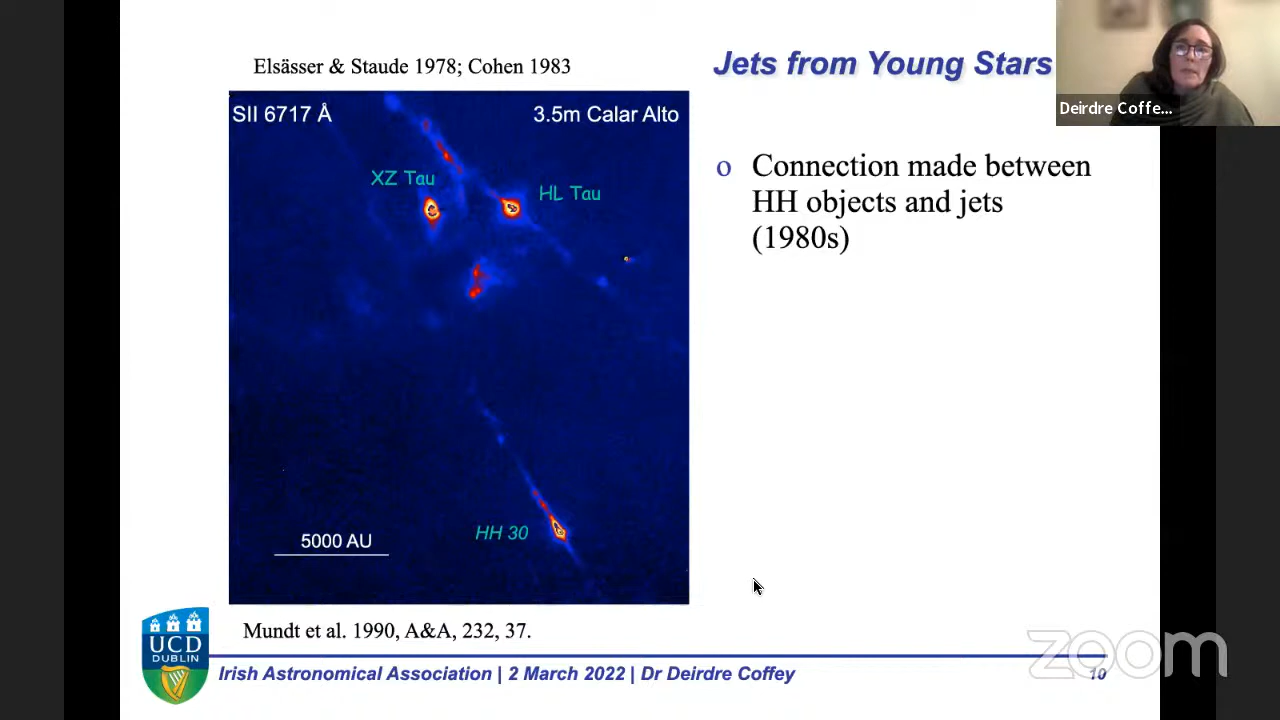 Elsässer & Staude 1978; Cohen 1983
Jets from Young Stars
Deirdre Coffe...
SII 6717 Å
3.5m Calar Alto
XZ Tau
HL Tau
o Connection made between
HH objects and jets
(1980s)
HH 30
5000 AU
Mundt et al. 1990, A&A, 232, 37.
UCD
DUBLIN
Irish Astronomical Association | 2 March 2022 | Dr Deirdre Coffey
10
zoom